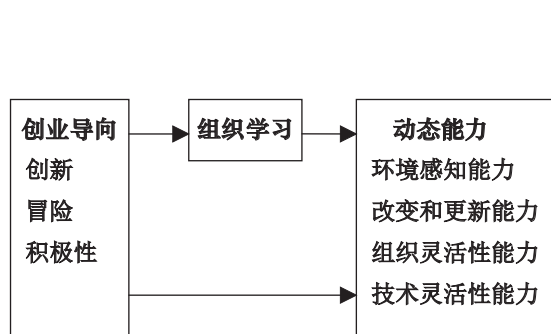 创业导向
创新
冒险
积极性
组织学习
动态能力
环境感知能力
改变和更新能力
组织灵活性能力
技术灵活性能力